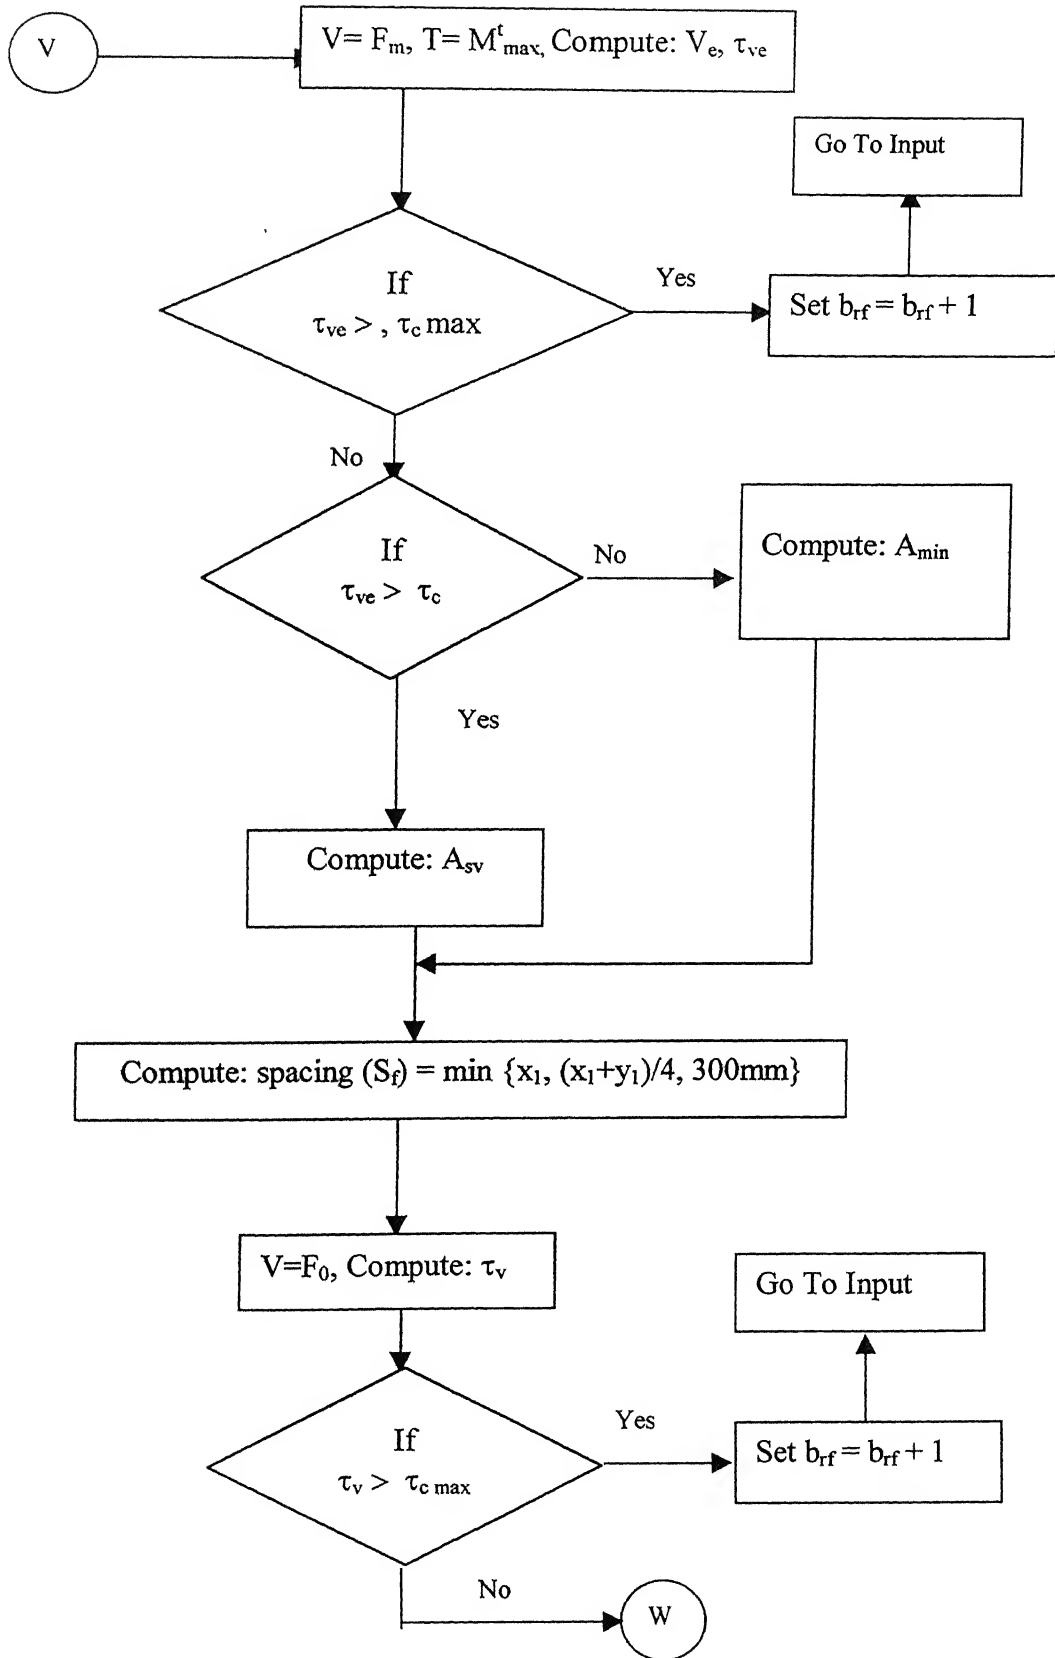 V
V= Fₘ, T= Mᵗmax, Compute: Vₑ, τve
Go To Input
If
τve > , τc max
Yes
Set brf = brf + 1
No
If
τve > τc
No
Compute: Amin
Yes
Compute: Asv
Compute: spacing (Sf) = min {x₁, (x₁+y₁)/4, 300mm}
V=F₀, Compute: τv
Go To Input
If
τv > τc max
Yes
Set brf = brf + 1
No
W